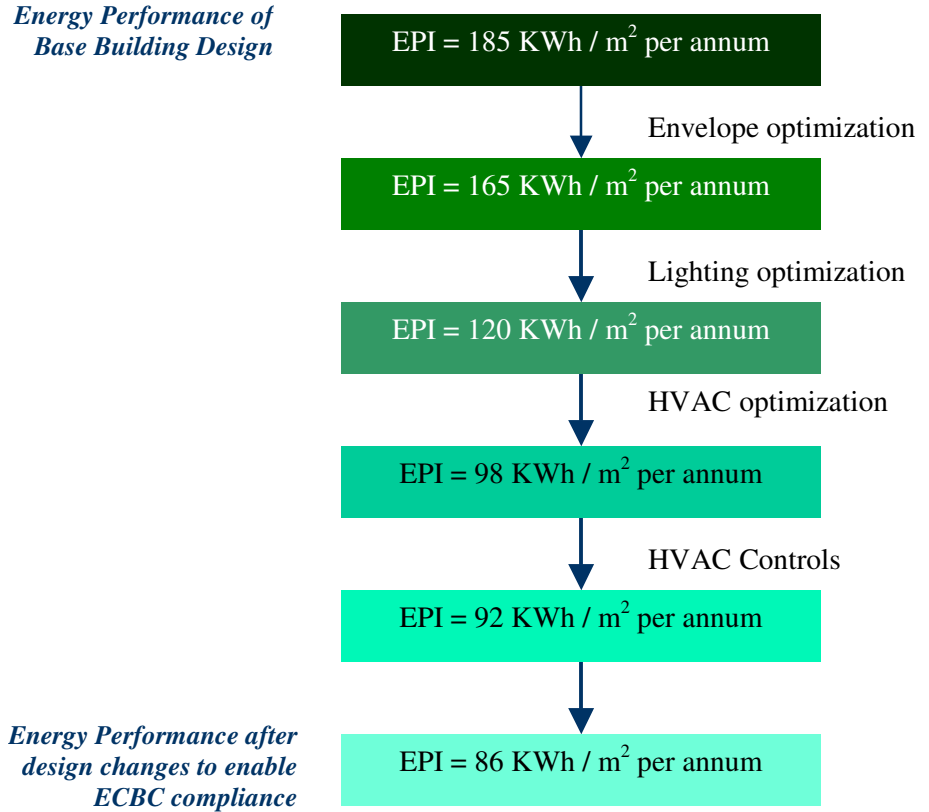 Energy Performance of
Base Building Design
EPI = 185 KWh / m² per annum
Envelope optimization
EPI = 165 KWh / m² per annum
Lighting optimization
EPI = 120 KWh / m² per annum
HVAC optimization
EPI = 98 KWh / m² per annum
HVAC Controls
EPI = 92 KWh / m² per annum
Energy Performance after
design changes to enable
ECBC compliance
EPI = 86 KWh / m² per annum